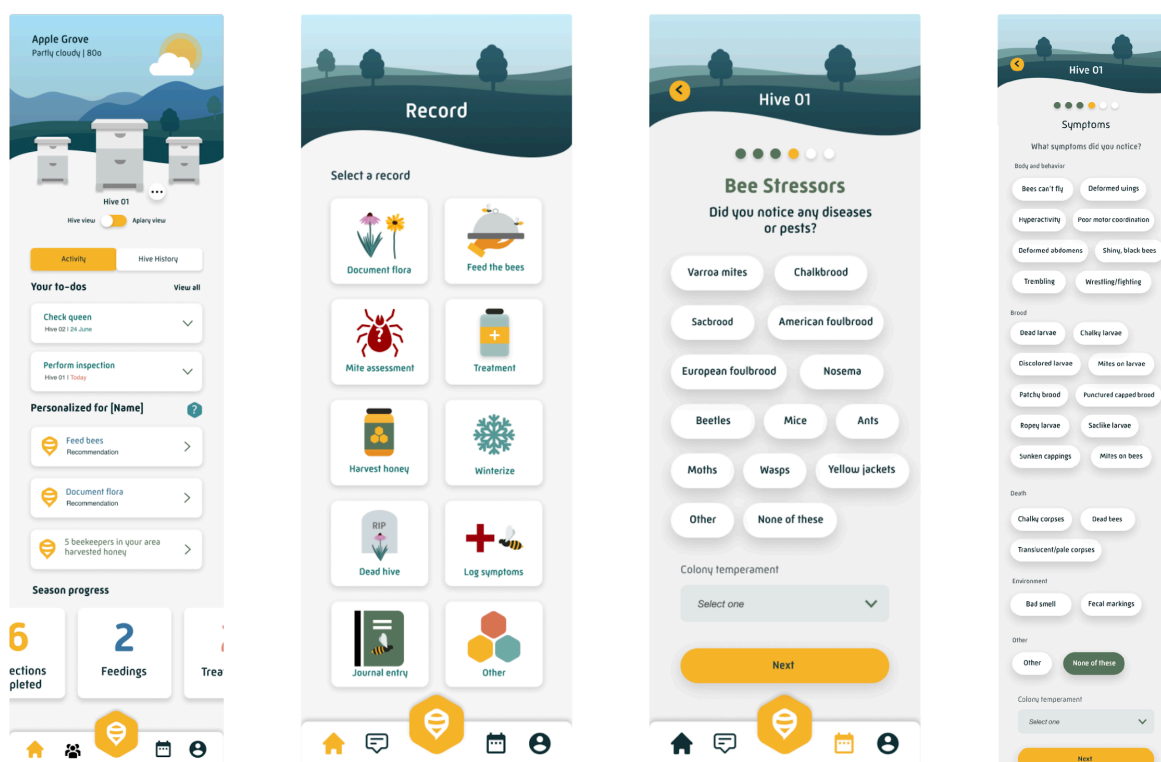 Apple Grove
Partly cloudy | 80o
Hive 01
Hive view
Apiary view
Activity
Hive History
Your to-dos
View all
Check queen
Hive 02 | 24 June
Perform inspection
Hive 01 | Today
Personalized for [Name]
?
Feed bees
Recommendation
Document flora
Recommendation
5 beekeepers in your area
harvested honey
Season progress
6
2
ections
pleted
Feedings
Trea
Record
Select a record
Document flora
Feed the bees
?
Mite assessment
Treatment
Harvest honey
Winterize
RIP
Dead hive
Log symptoms
Journal entry
Other
Hive 01
Bee Stressors
Did you notice any diseases
or pests?
Varroa mites
Chalkbrood
Sacbrood
American foulbrood
European foulbrood
Nosema
Beetles
Mice
Ants
Moths
Wasps
Yellow jackets
Other
None of these
Colony temperament
Select one
Next
Hive 01
Symptoms
What symptoms did you notice?
Body and behavior
Bees can't fly
Deformed wings
Hyperactivity
Poor motor coordination
Deformed abdomens
Shiny, black bees
Trembling
Wrestling/fighting
Brood
Dead larvae
Chalky larvae
Discolored larvae
Mites on larvae
Patchy brood
Punctured capped brood
Ropey larvae
Saclike larvae
Sunken cappings
Mites on bees
Death
Chalky corpses
Dead bees
Translucent/pale corpses
Environment
Bad smell
Fecal markings
Other
Other
None of these
Colony temperament
Select one
Next